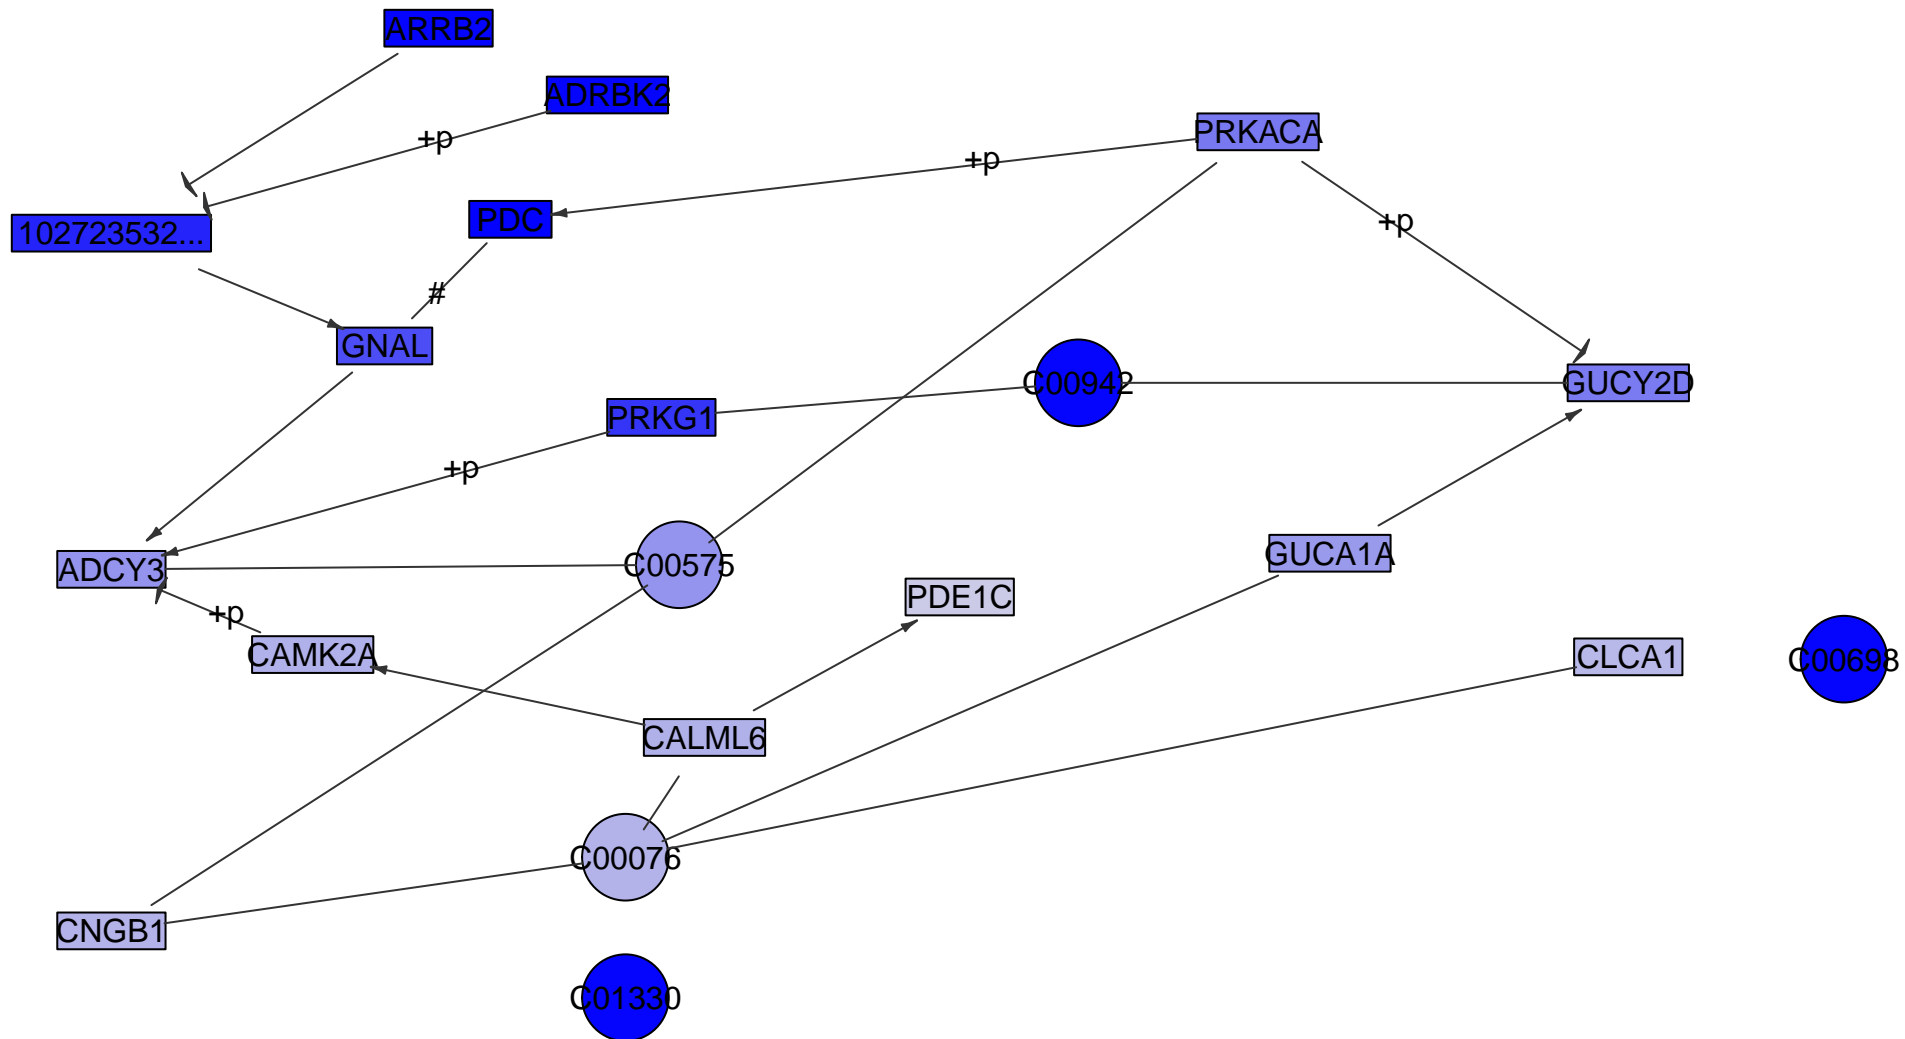 ARRB2
ADRBK2
+p
PRKACA
+p
102723532...
PDC
+p
#
GNAL
C00942
GUCY2D
PRKG1
+p
ADCY3
C00575
GUCA1A
PDE1C
+p
CAMK2A
CLCA1
C00698
CALML6
C00076
CNGB1
C01330